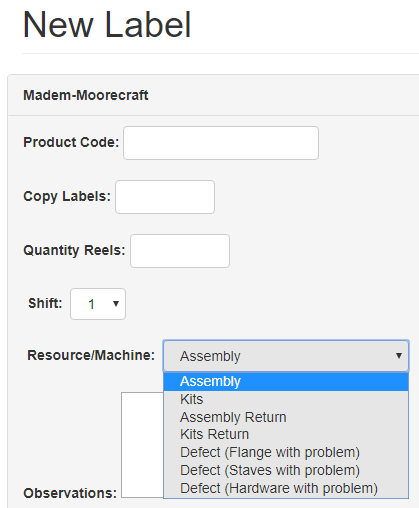 New Label
Madem-Moorecraft
Product Code:
Copy Labels:
Quantity Reels:
Shift: 1
Resource/Machine: Assembly
Assembly
Kits
Assembly Return
Kits Return
Defect (Flange with problem)
Defect (Staves with problem)
Defect (Hardware with problem)
Observations: